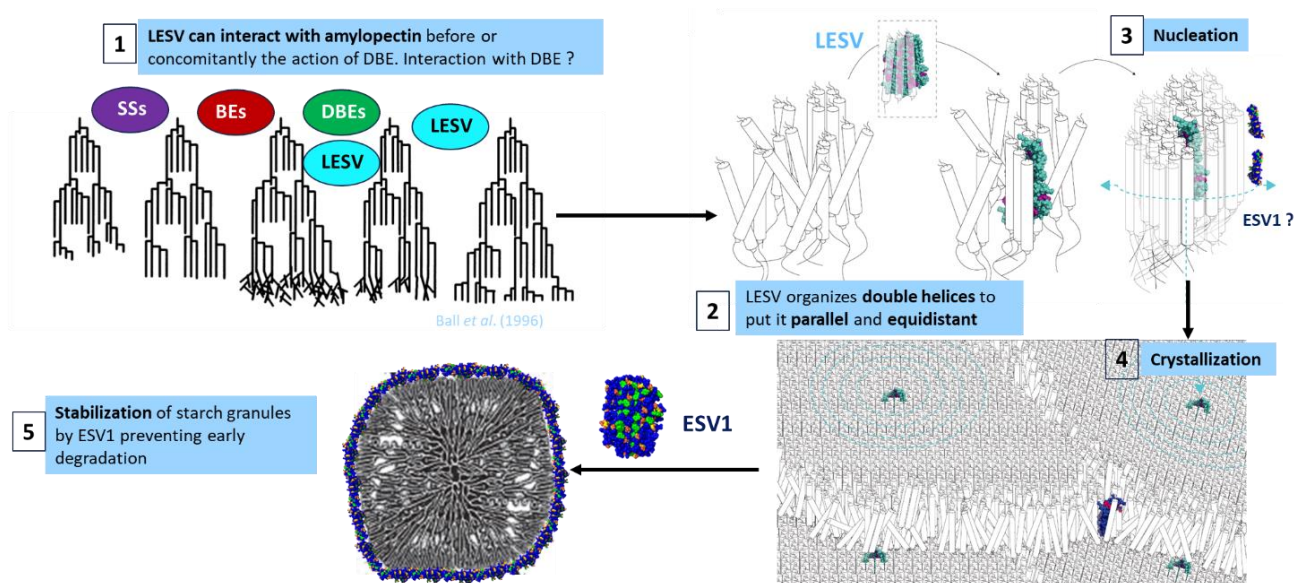 1
LESV can interact with amylopectin before or
concomitantly the action of DBE. Interaction with DBE ?
SSs
BEs
DBEs
LESV
LESV
Ball et al. (1996)
LESV
2
LESV organizes double helices to
put it parallel and equidistant
3
Nucleation
ESV1 ?
4
Crystallization
5
Stabilization of starch granules
by ESV1 preventing early
degradation
ESV1